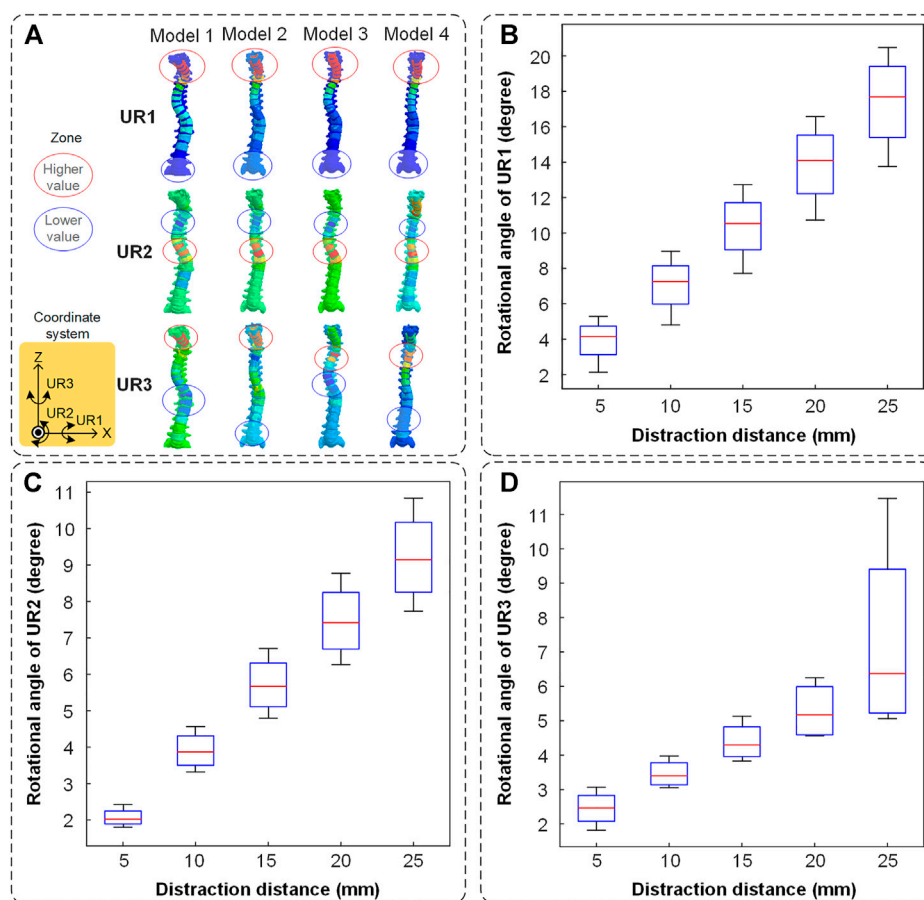 A
Model 1 Model 2 Model 3 Model 4
UR1
Zone
Higher
value
Lower
value
UR2
UR3
Coordinate
system
Z
UR3
UR2
UR1
X
B
Rotational angle of UR1 (degree)
20
18
16
14
12
10
8
6
4
2
5 10 15 20 25
Distraction distance (mm)
C
Rotational angle of UR2 (degree)
11
10
9
8
7
6
5
4
3
2
5 10 15 20 25
Distraction distance (mm)
D
Rotational angle of UR3 (degree)
11
10
9
8
7
6
5
4
3
2
5 10 15 20 25
Distraction distance (mm)